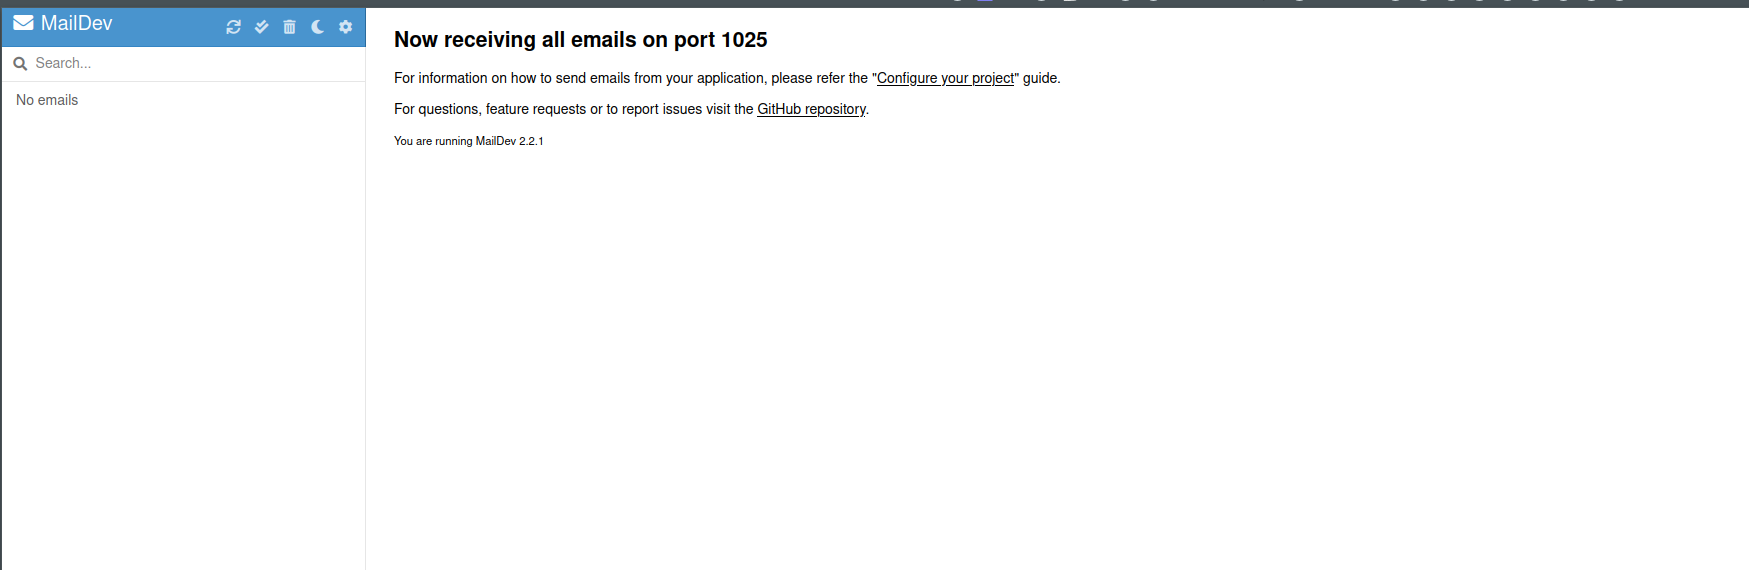 MailDev
Search...
No emails
Now receiving all emails on port 1025
For information on how to send emails from your application, please refer the "Configure your project" guide.
For questions, feature requests or to report issues visit the GitHub repository.
You are running MailDev 2.2.1